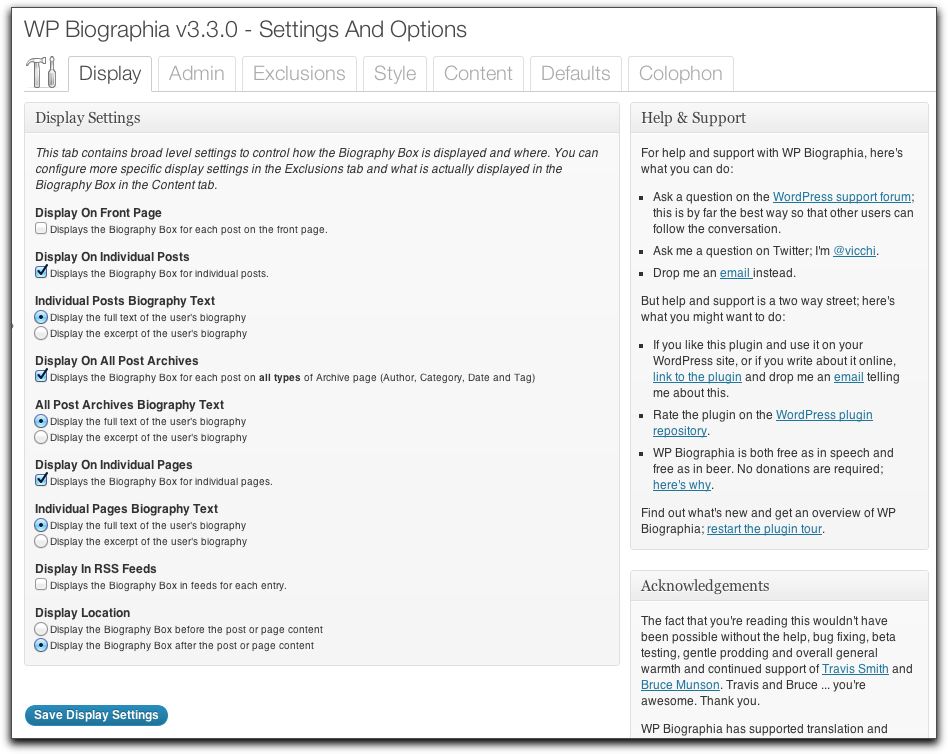 WP Biographia v3.3.0 - Settings And Options
Display Admin Exclusions Style Content Defaults Colophon
Display Settings
This tab contains broad level settings to control how the Biography Box is displayed and where. You can
configure more specific display settings in the Exclusions tab and what is actually displayed in the
Biography Box in the Content tab.
Display On Front Page
Displays the Biography Box for each post on the front page.
Display On Individual Posts
Displays the Biography Box for individual posts.
Individual Posts Biography Text
Display the full text of the user's biography
Display the excerpt of the user's biography
Display On All Post Archives
Displays the Biography Box for each post on all types of Archive page (Author, Category, Date and Tag)
All Post Archives Biography Text
Display the full text of the user's biography
Display the excerpt of the user's biography
Display On Individual Pages
Displays the Biography Box for individual pages.
Individual Pages Biography Text
Display the full text of the user's biography
Display the excerpt of the user's biography
Display In RSS Feeds
Displays the Biography Box in feeds for each entry.
Display Location
Display the Biography Box before the post or page content
Display the Biography Box after the post or page content
Save Display Settings
Help & Support
For help and support with WP Biographia, here's
what you can do:
Ask a question on the WordPress support forum;
this is by far the best way so that other users can
follow the conversation.
Ask me a question on Twitter; I'm @vicchi.
Drop me an email instead.
But help and support is a two way street; here's
what you might want to do:
If you like this plugin and use it on your
WordPress site, or if you write about it online,
link to the plugin and drop me an email telling
me about this.
Rate the plugin on the WordPress plugin
repository.
WP Biographia is both free as in speech and
free as in beer. No donations are required;
here's why.
Find out what's new and get an overview of WP
Biographia; restart the plugin tour.
Acknowledgements
The fact that you're reading this wouldn't have
been possible without the help, bug fixing, beta
testing, gentle prodding and overall general
warmth and continued support of Travis Smith and
Bruce Munson. Travis and Bruce ... you're
awesome. Thank you.
WP Biographia has supported translation and